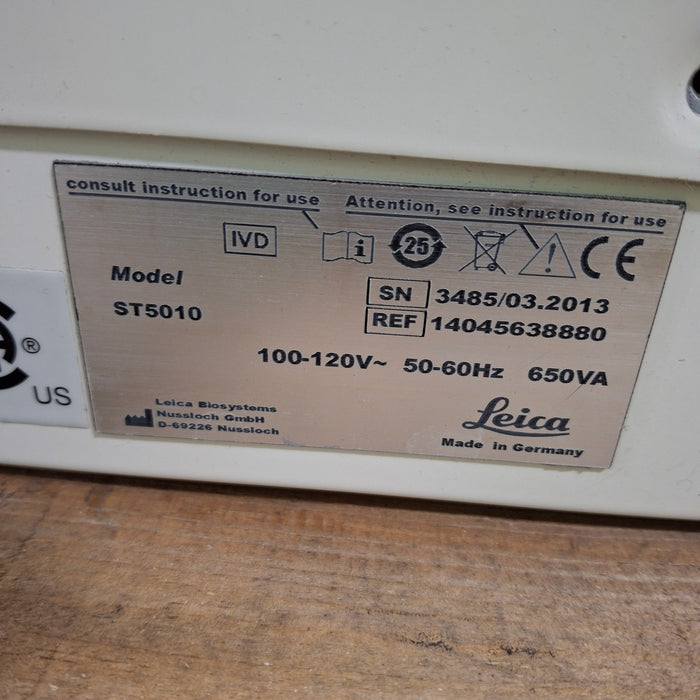 consult instruction for use
Attention, see instruction for use
IVD
i
25
CE
Model
ST5010
SN 3485/03.2013
REF 14045638880
100-120V~ 50-60Hz 650VA
Leica Biosystems
Nussloch GmbH
D-69226 Nussloch
Leica
Made in Germany
®
US